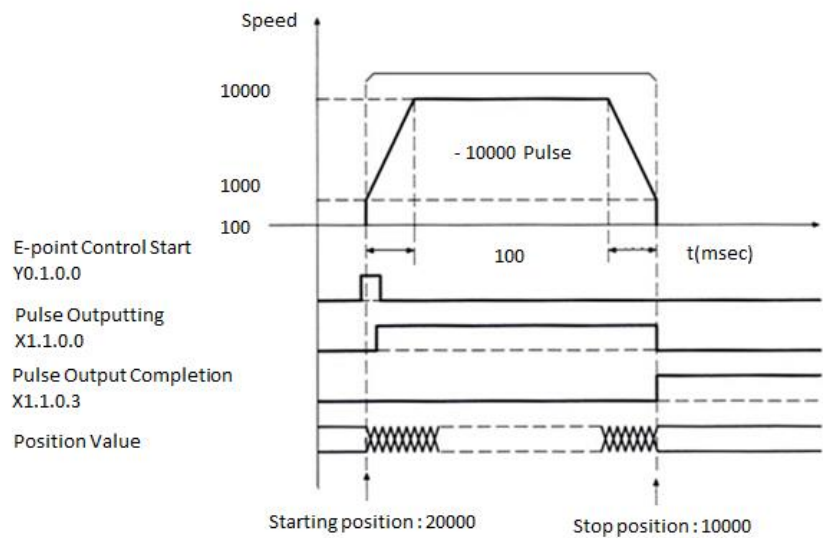 Speed
10000
- 10000 Pulse
1000
100
E-point Control Start
100
t(msec)
Y0.1.0.0
Pulse Outputting
X1.1.0.0
Pulse Output Completion
X1.1.0.3
Position Value
Starting position : 20000
Stop position : 10000